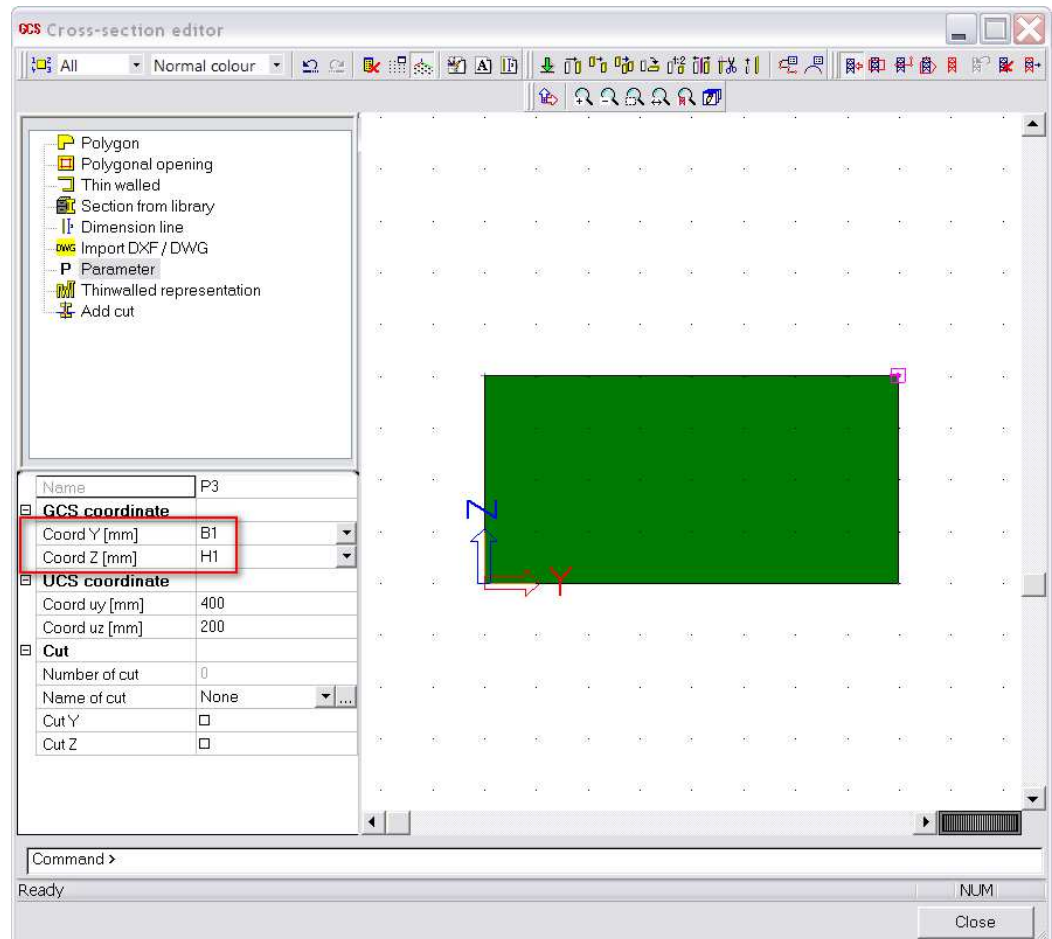 GCS Cross-section editor
All Normal colour
Polygon
Polygonal opening
Thin walled
Section from library
Dimension line
DWG Import DXF / DWG
P Parameter
Thinwalled representation
Add cut
Name P3
GCS coordinate
Coord Y [mm] B1
Coord Z [mm] H1
UCS coordinate
Coord uy [mm] 400
Coord uz [mm] 200
Cut
Number of cut 0
Name of cut None ...
Cut Y
Cut Z
Z
Y
Command >
Ready NUM
Close